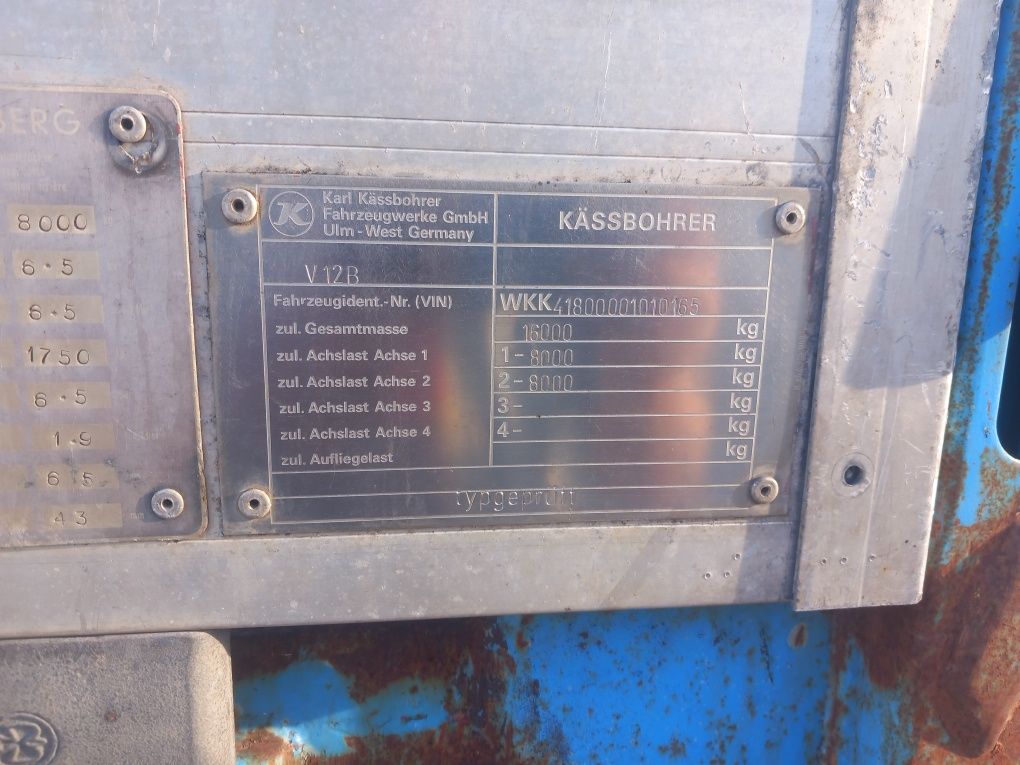 BERG
8000
6.5
6.5
1750
6.5
1.9
65
43
K
Karl Kässbohrer
Fahrzeugwerke GmbH
Ulm-West Germany
KÄSSBOHRER
V12B
Fahrzeugident.-Nr. (VIN) WKK41800001010165
zul. Gesamtmasse 16000 kg
zul. Achslast Achse 1 1-8000 kg
zul. Achslast Achse 2 2-8000 kg
zul. Achslast Achse 3 3- kg
zul. Achslast Achse 4 4- kg
zul. Aufliegelast kg
typgeprüft